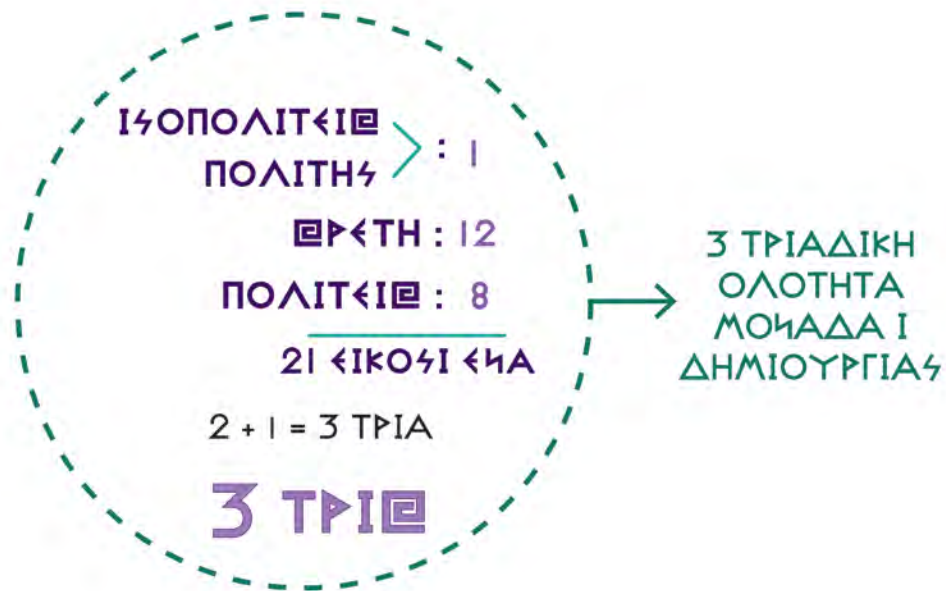 ΙΣΟΠΟΛΙΤΕΙΑ
ΠΟΛΙΤΗΣ
: 1
ΑΡΕΤΗ : 12
ΠΟΛΙΤΕΙΑ : 8
21 ΕΙΚΟΣΙ ΕΝΑ
2 + 1 = 3 ΤΡΙΑ
3 ΤΡΙΑ
3 ΤΡΙΑΔΙΚΗ
ΟΛΟΤΗΤΑ
ΜΟΝΑΔΑ Ι
ΔΗΜΙΟΥΡΓΙΑΣ